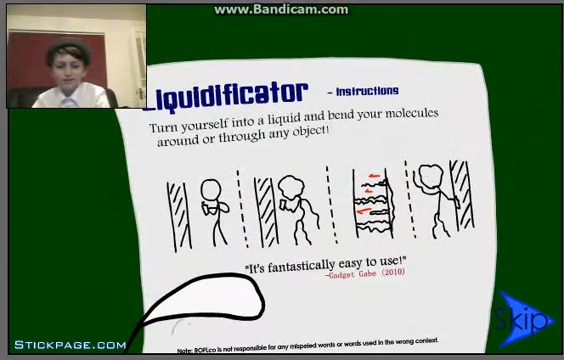 www.Bandicam.com
Liquidificator - Instructions
Turn yourself into a liquid and bend your molecules
around or through any object!
"It's fantastically easy to use!"
-Gadget Gabe (2010)
Skip
STICKPAGE.COM
Note: ROFLco is not responsible for any mispeled words or words used in the wrong context.